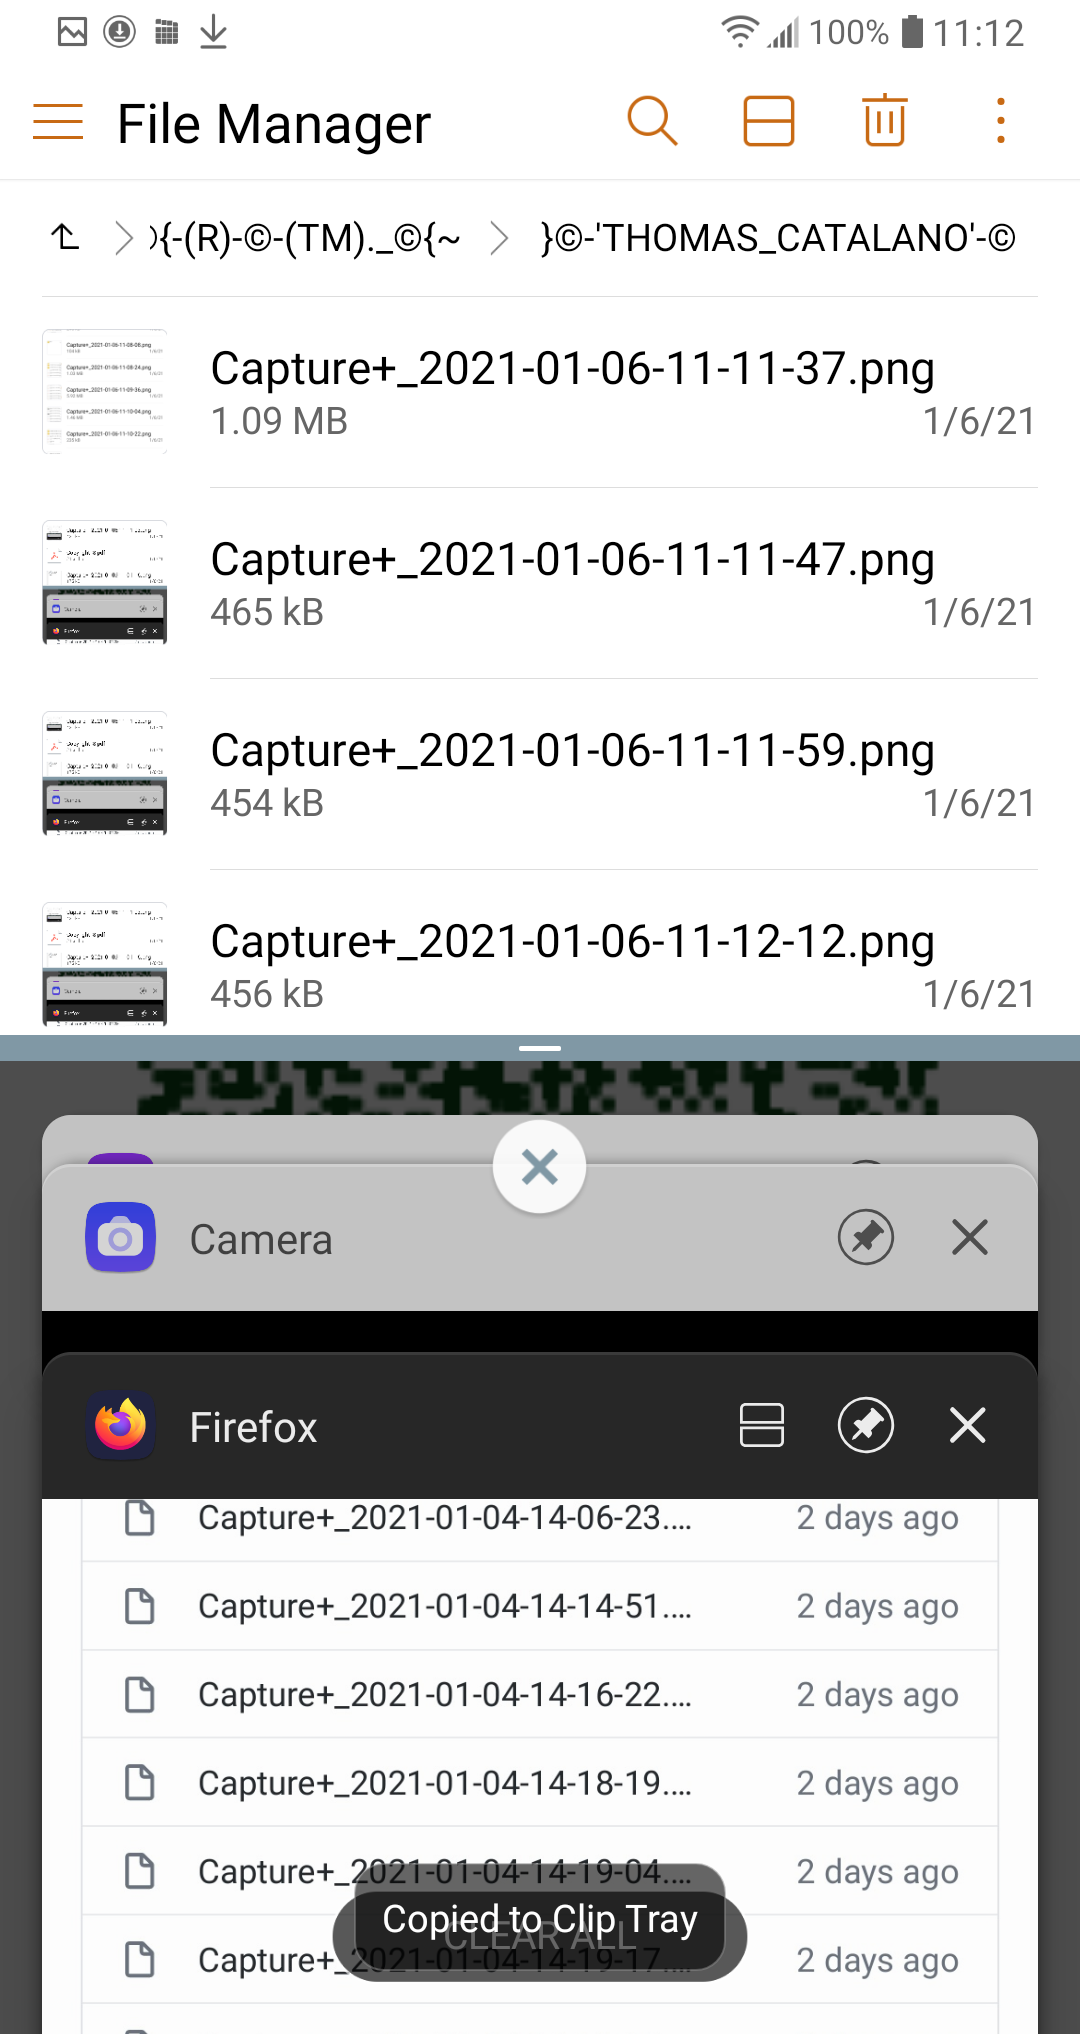 100% 11:12
File Manager
){-(R)-©-(TM)._©{~ }©-'THOMAS_CATALANO'-©
Capture+_2021-01-06-11-11-37.png
1.09 MB 1/6/21
Capture+_2021-01-06-11-11-47.png
465 kB 1/6/21
Capture+_2021-01-06-11-11-59.png
454 kB 1/6/21
Capture+_2021-01-06-11-12-12.png
456 kB 1/6/21
Camera
Firefox
Capture+_2021-01-04-14-06-23.... 2 days ago
Capture+_2021-01-04-14-14-51.... 2 days ago
Capture+_2021-01-04-14-16-22.... 2 days ago
Capture+_2021-01-04-14-18-19.... 2 days ago
Capture+_2021-01-04-14-19-04.... 2 days ago
Copied to Clip Tray
CLEAR ALL
Capture+_2021-01-04-14-19-17.... 2 days ago